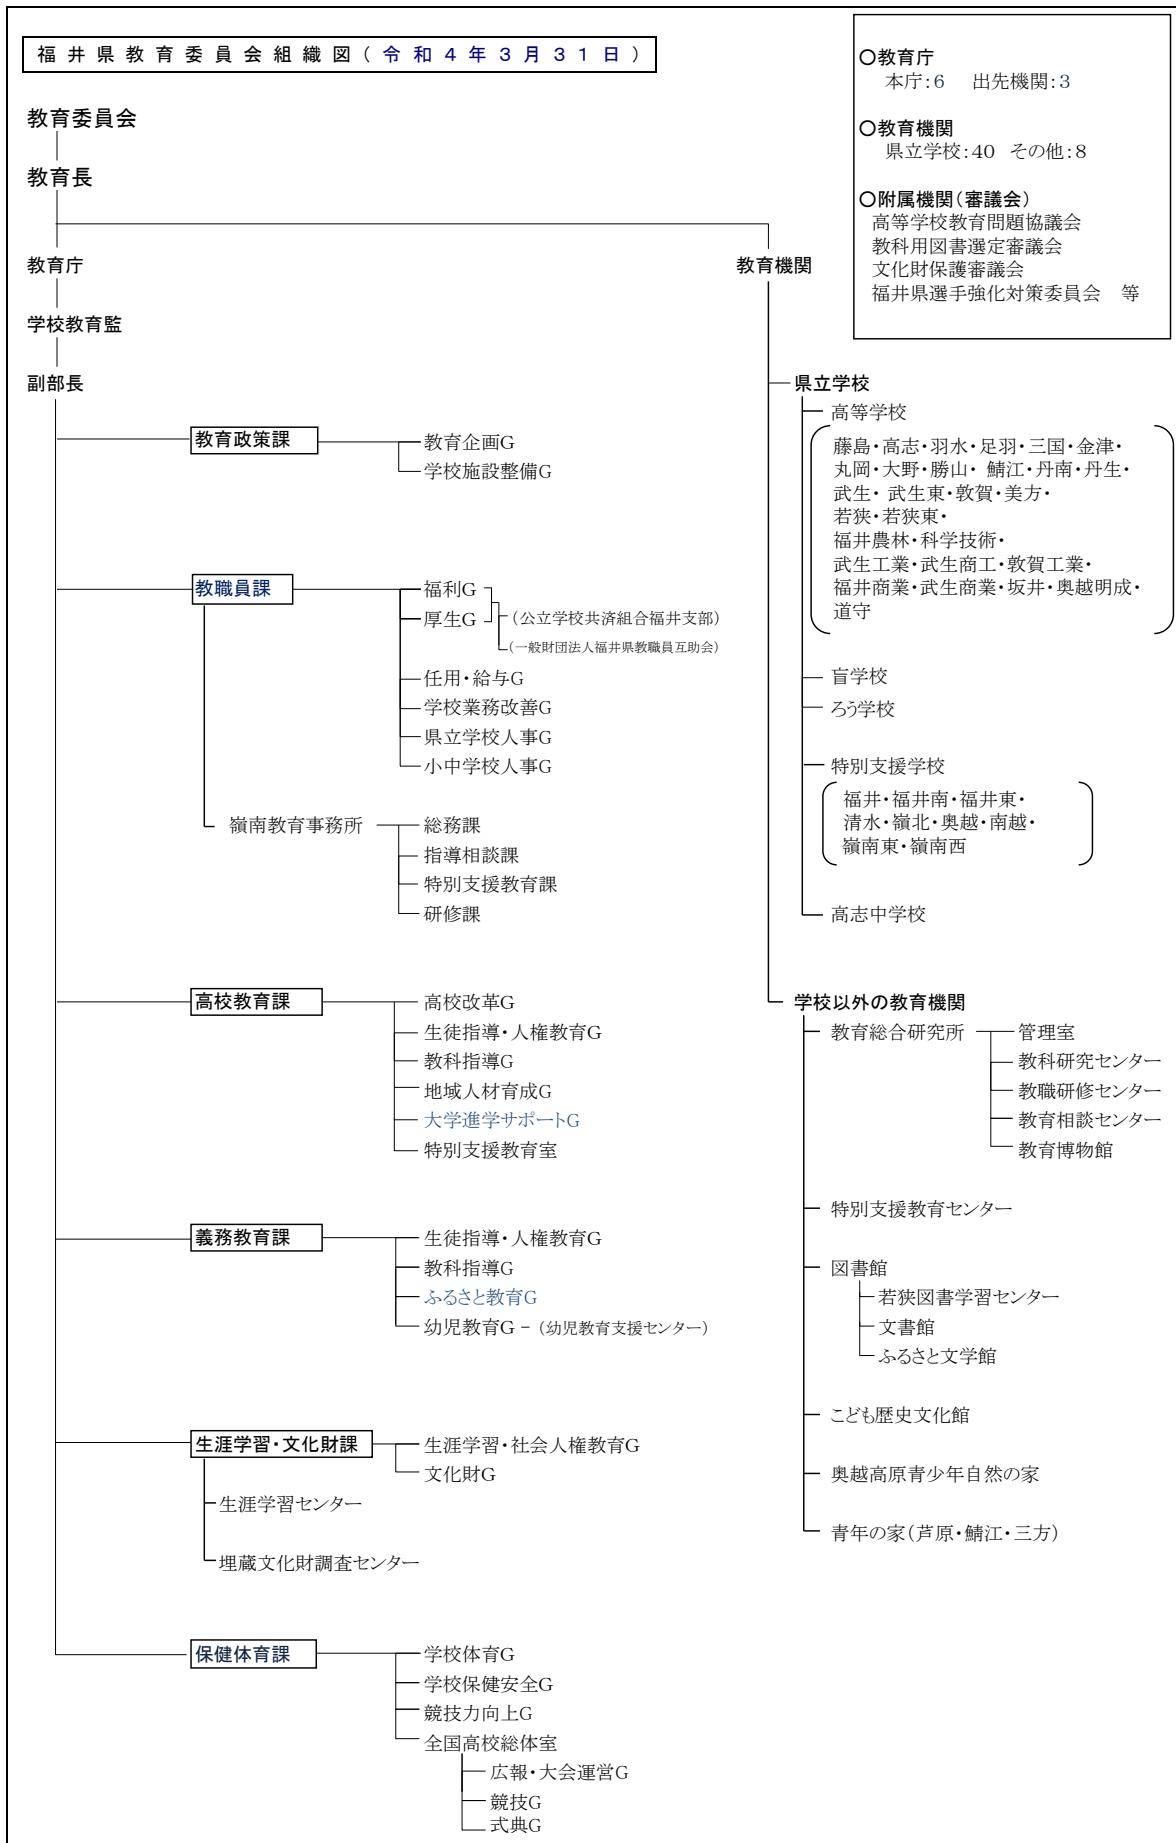 福井県教育委員会組織図(令和4年3月31日)
○教育庁
本庁:6 出先機関:3
○教育機関
県立学校:40 その他:8
○附属機関(審議会)
高等学校教育問題協議会
教科用図書選定審議会
文化財保護審議会
福井県選手強化対策委員会 等
教育委員会
教育長
教育庁
学校教育監
副部長
教育政策課
教育企画G
学校施設整備G
教職員課
福利G
厚生G
(公立学校共済組合福井支部)
(一般財団法人福井県教職員互助会)
任用・給与G
学校業務改善G
県立学校人事G
小中学校人事G
嶺南教育事務所
総務課
指導相談課
特別支援教育課
研修課
高校教育課
高校改革G
生徒指導・人権教育G
教科指導G
地域人材育成G
大学進学サポートG
特別支援教育室
義務教育課
生徒指導・人権教育G
教科指導G
ふるさと教育G
幼児教育G-(幼児教育支援センター)
生涯学習・文化財課
生涯学習・社会人権教育G
文化財G
生涯学習センター
埋蔵文化財調査センター
保健体育課
学校体育G
学校保健安全G
競技力向上G
全国高校総体室
広報・大会運営G
競技G
式典G
教育機関
県立学校
高等学校
藤島・高志・羽水・足羽・三国・金津・
丸岡・大野・勝山・ 鯖江・丹南・丹生・
武生・ 武生東・敦賀・美方・
若狭・若狭東・
福井農林・科学技術・
武生工業・武生商工・敦賀工業・
福井商業・武生商業・坂井・奥越明成・
道守
盲学校
ろう学校
特別支援学校
福井・福井南・福井東・
清水・嶺北・奥越・南越・
嶺南東・嶺南西
高志中学校
学校以外の教育機関
教育総合研究所
管理室
教科研究センター
教職研修センター
教育相談センター
教育博物館
特別支援教育センター
図書館
若狭図書学習センター
文書館
ふるさと文学館
こども歴史文化館
奥越高原青少年自然の家
青年の家(芦原・鯖江・三方)